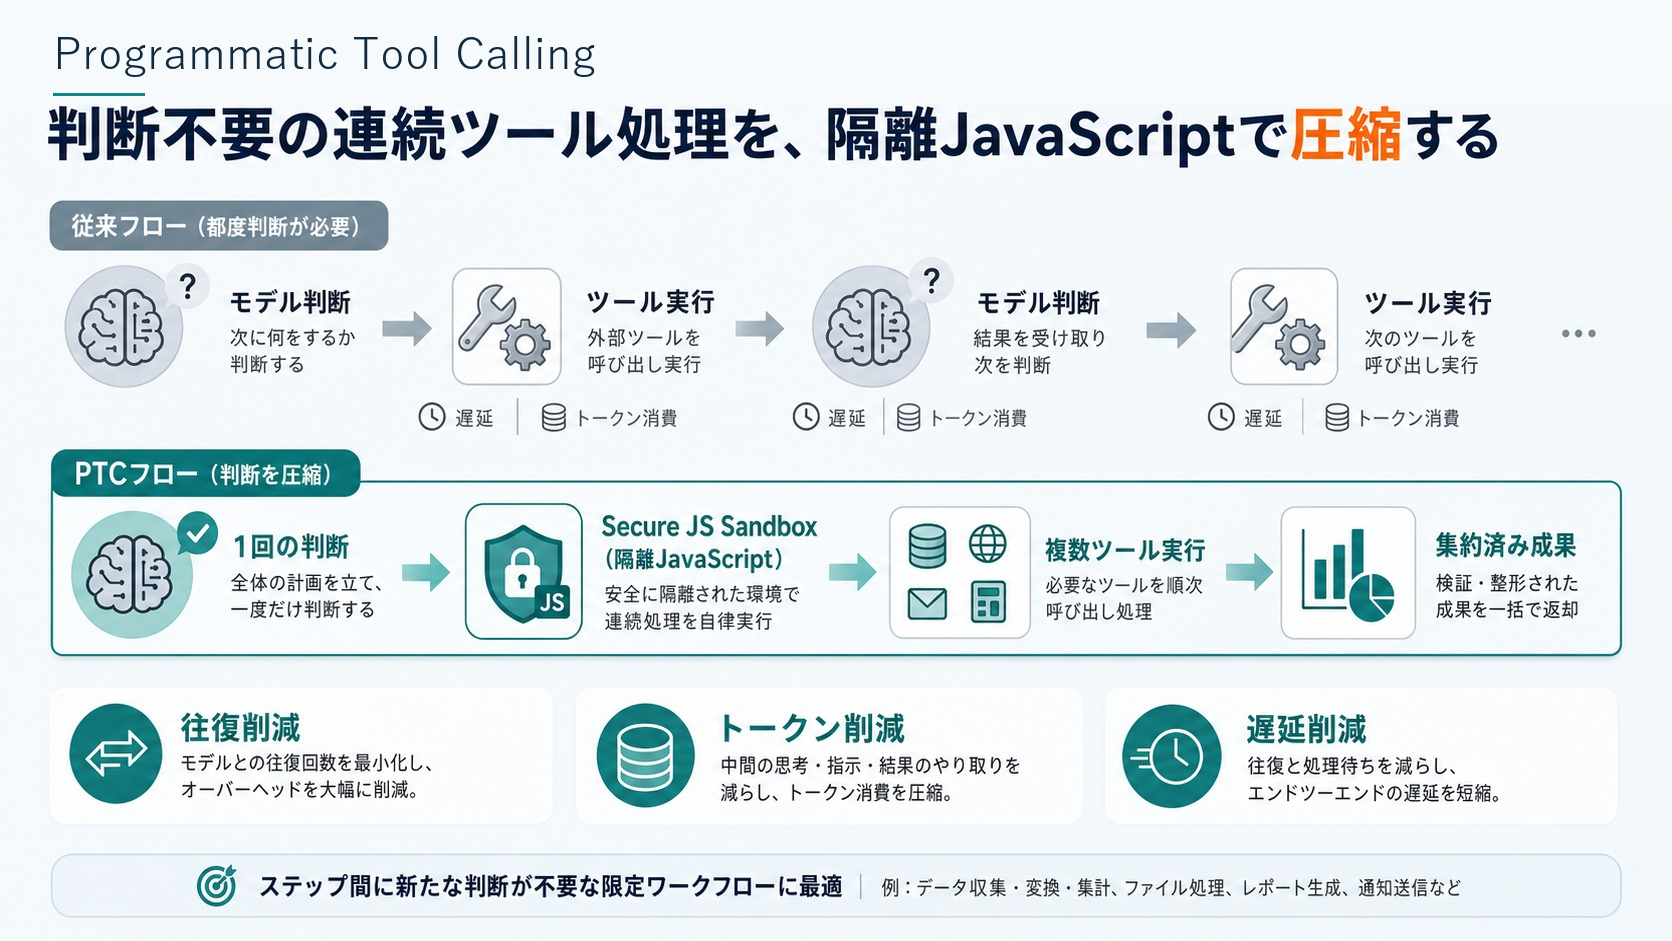 Programmatic Tool Calling
判断不要の連続ツール処理を、隔離JavaScriptで圧縮する
従来フロー（都度判断が必要）
?
モデル判断
次に何をするか
判断する
ツール実行
外部ツールを
呼び出し実行
?
モデル判断
結果を受け取り
次を判断
ツール実行
次のツールを
呼び出し実行
•••
遅延
トークン消費
遅延
トークン消費
遅延
トークン消費
PTCフロー（判断を圧縮）
1回の判断
全体の計画を立て、
一度だけ判断する
JS
Secure JS Sandbox
（隔離JavaScript）
安全に隔離された環境で
連続処理を自律実行
複数ツール実行
必要なツールを順次
呼び出し処理
集約済み成果
検証・整形された
成果を一括で返却
往復削減
モデルとの往復回数を最小化し、
オーバーヘッドを大幅に削減。
トークン削減
中間の思考・指示・結果のやり取りを
減らし、トークン消費を圧縮。
遅延削減
往復と処理待ちを減らし、
エンドツーエンドの遅延を短縮。
ステップ間に新たな判断が不要な限定ワークフローに最適
例：データ収集・変換・集計、ファイル処理、レポート生成、通知送信など